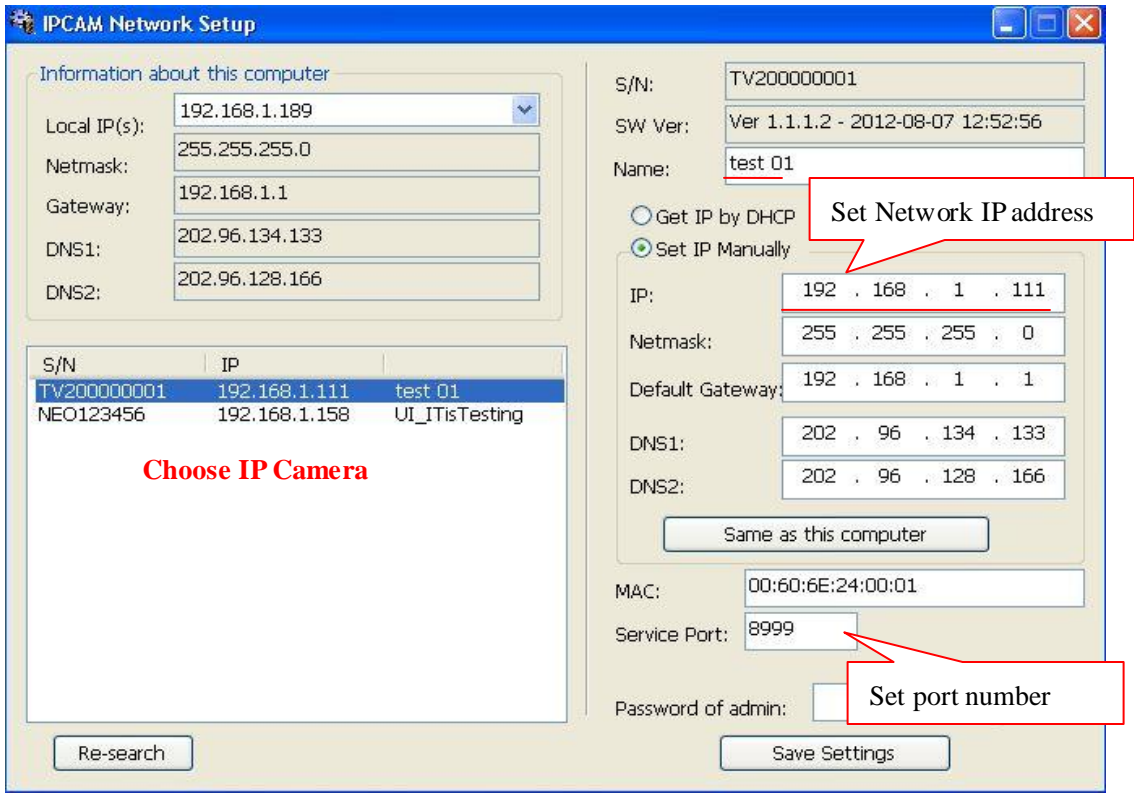 IPCAM Network Setup
Information about this computer
Local IP(s): 192.168.1.189
Netmask: 255.255.255.0
Gateway: 192.168.1.1
DNS1: 202.96.134.133
DNS2: 202.96.128.166
S/N IP
TV200000001 192.168.1.111 test 01
NEO123456 192.168.1.158 UI_ITisTesting
Choose IP Camera
Re-search
S/N: TV200000001
SW Ver: Ver 1.1.1.2 - 2012-08-07 12:52:56
Name: test 01
Get IP by DHCP
Set Network IP address
Set IP Manually
IP: 192 . 168 . 1 . 111
Netmask: 255 . 255 . 255 . 0
Default Gateway: 192 . 168 . 1 . 1
DNS1: 202 . 96 . 134 . 133
DNS2: 202 . 96 . 128 . 166
Same as this computer
MAC: 00:60:6E:24:00:01
Service Port: 8999
Set port number
Password of admin:
Save Settings